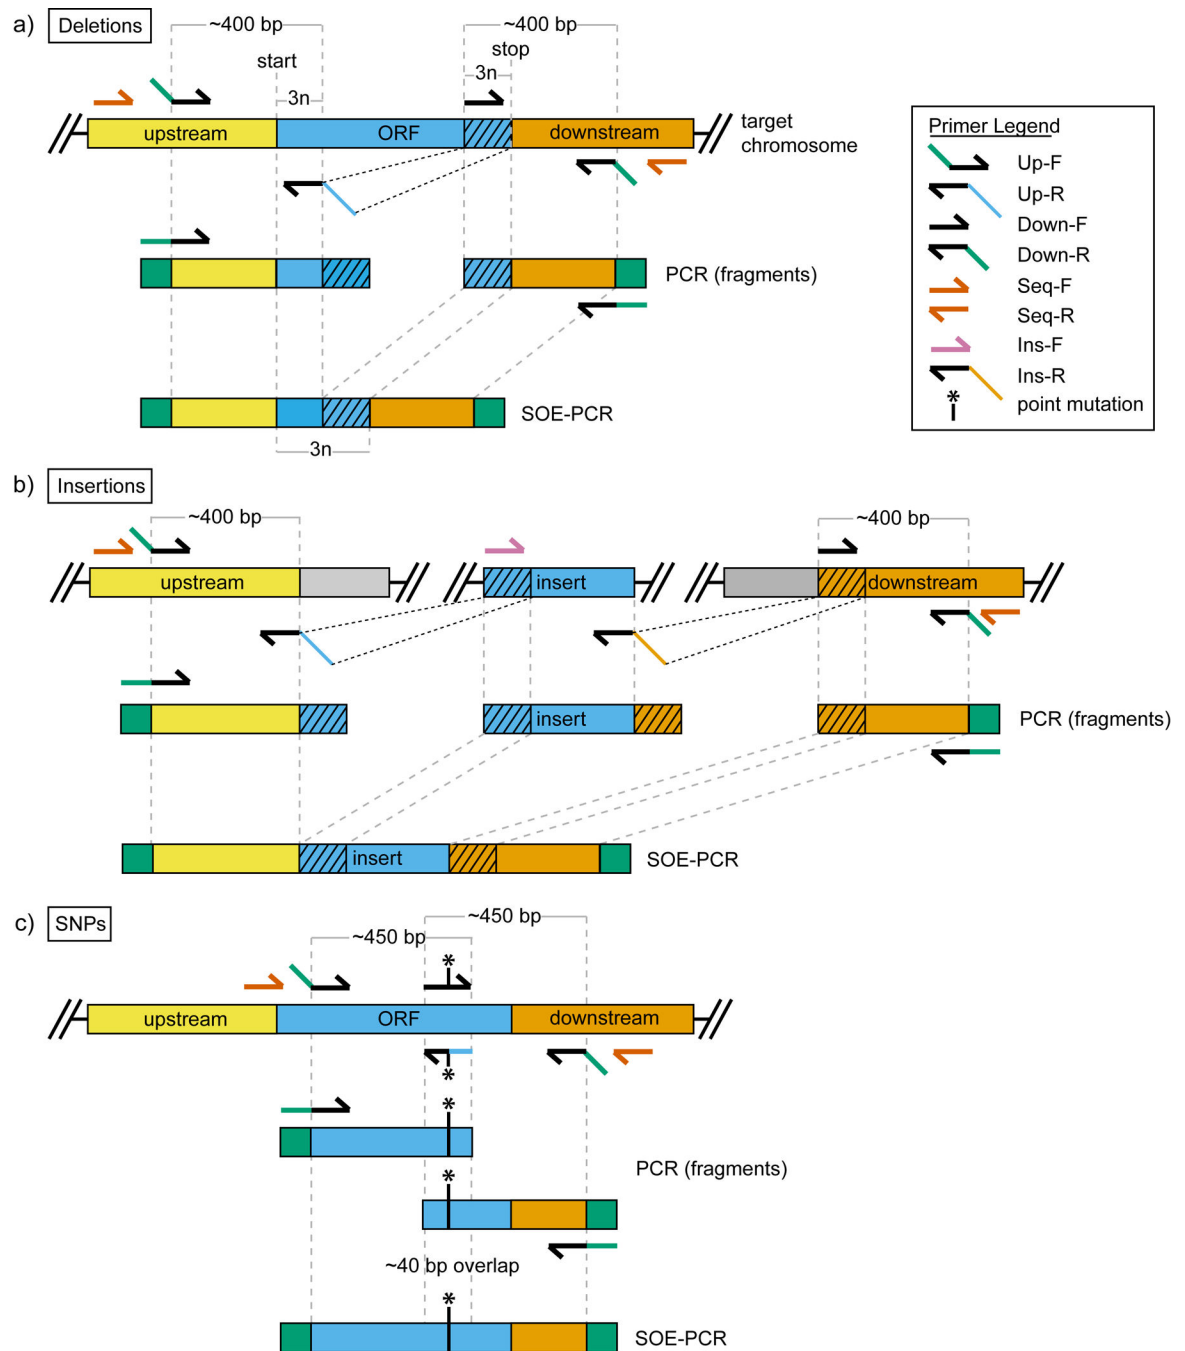 a) Deletions
~400 bp
~400 bp
start
stop
3n
3n
upstream
ORF
downstream
target
chromosome
PCR (fragments)
SOE-PCR
3n
Primer Legend
Up-F
Up-R
Down-F
Down-R
Seq-F
Seq-R
Ins-F
Ins-R
* point mutation
b) Insertions
~400 bp
~400 bp
upstream
insert
downstream
insert
PCR (fragments)
insert
SOE-PCR
c) SNPs
~450 bp
~450 bp
*
upstream
ORF
downstream
*
*
PCR (fragments)
*
~40 bp overlap
*
SOE-PCR